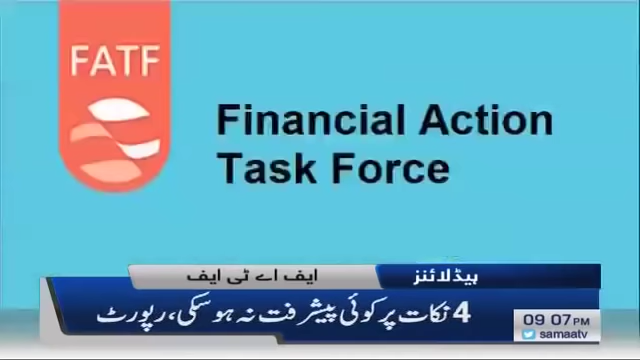 FATF
Financial Action
Task Force
ہیڈلائنز
ایف اے ٹی ایف
4 نکات پر کوئی پیشرفت نہ ہوسکی، رپورٹ
09 07 PM
samaatv